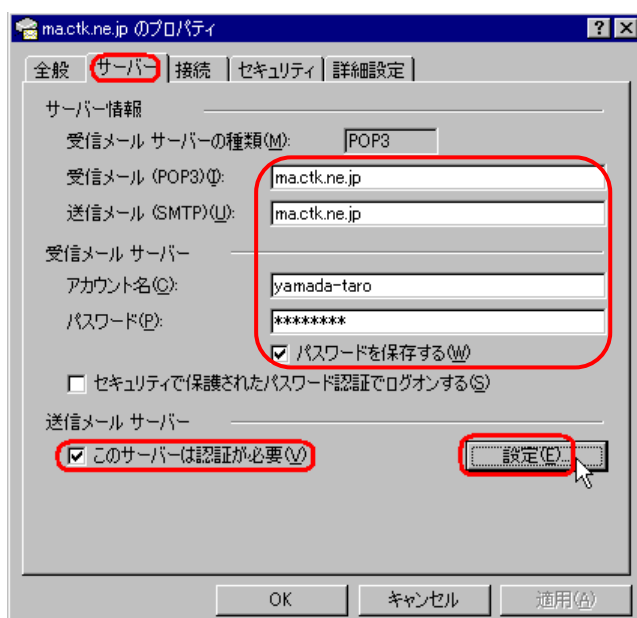 ma.ctk.ne.jp のプロパティ
全般 サーバー 接続 セキュリティ 詳細設定
サーバー情報
受信メール サーバーの種類(M): POP3
受信メール (POP3)(I): ma.ctk.ne.jp
送信メール (SMTP)(U): ma.ctk.ne.jp
受信メール サーバー
アカウント名(C): yamada-taro
パスワード(P): ********
パスワードを保存する(W)
セキュリティで保護されたパスワード認証でログオンする(S)
送信メール サーバー
このサーバーは認証が必要(V) 設定(E)...
OK キャンセル 適用(A)